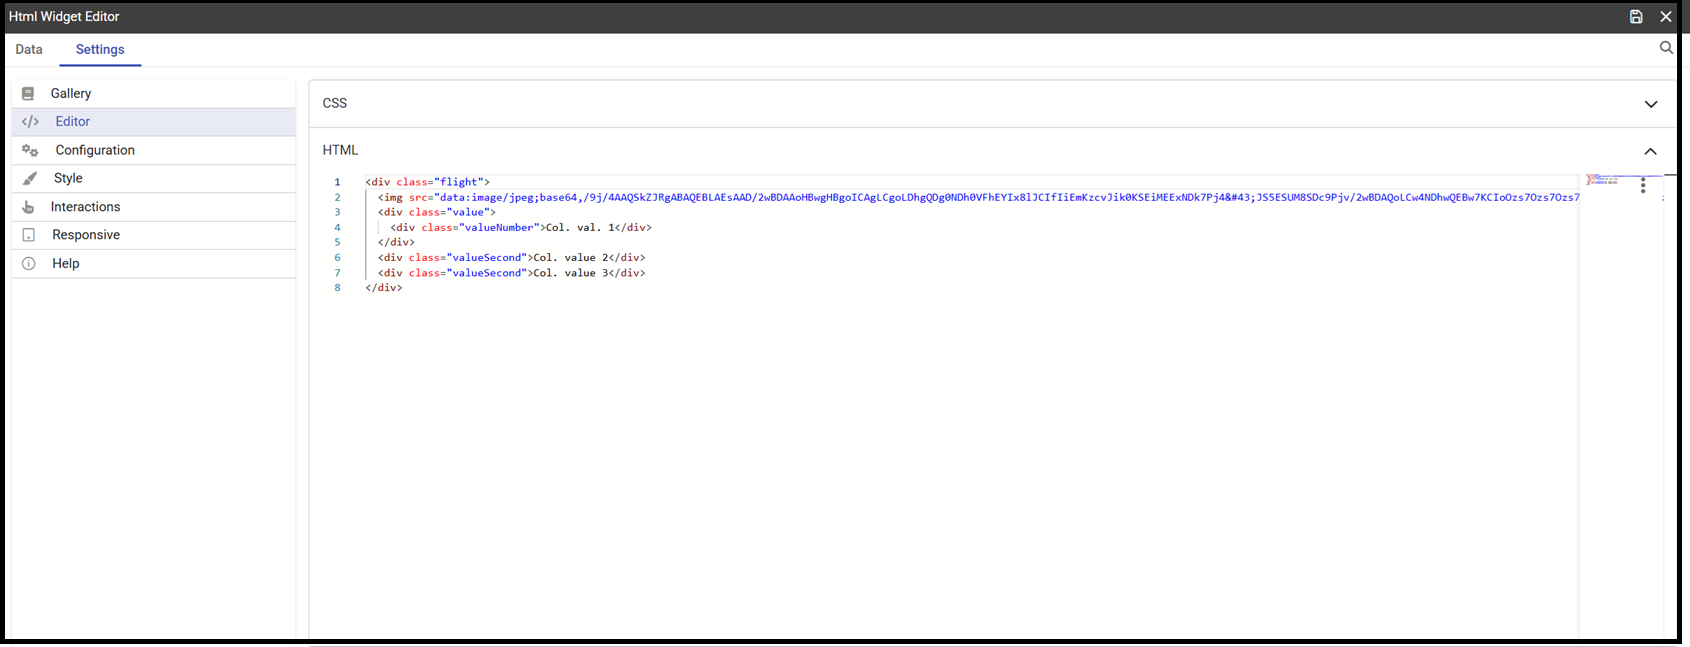 Html Widget Editor
Data Settings
Gallery
Editor
Configuration
Style
Interactions
Responsive
Help
CSS
HTML
1 <div class="flight">
2 <img src="data:image/jpeg;base64,/9j/4AAQSkZJRgABAQEBLAEsAAD/2wBDAAoHBwgHBgoICAgLCgoLDhgQDg0NDh0VFhEYIx8lJCIfIiEmKzcvJik0KSEiMEExNDk7Pj4&#43;JS5ESUM8SDc9Pjv/2wBDAQoLCw4NDhwQEBw7KCIoOzs7Ozs7Ozs7
3 <div class="value">
4 <div class="valueNumber">Col. val. 1</div>
5 </div>
6 <div class="valueSecond">Col. value 2</div>
7 <div class="valueSecond">Col. value 3</div>
8 </div>